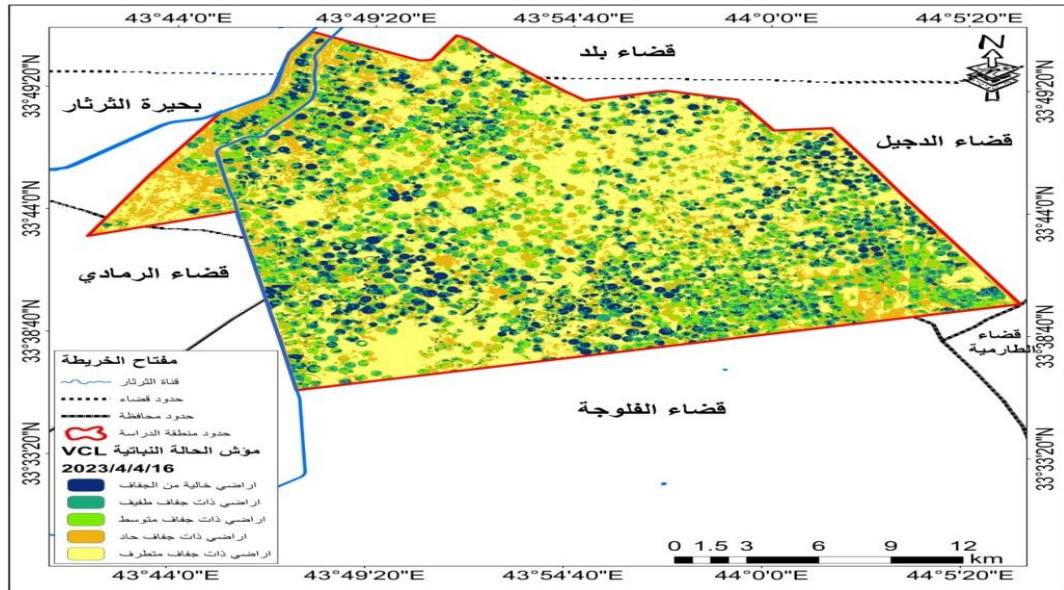 43°44'0"E 43°49'20"E 43°54'40"E 44°0'0"E 44°5'20"E
N
قضاء بلد
33°49'20"N 33°49'20"N
بحيرة الثرثار
قضاء الدجيل
33°44'0"N 33°44'0"N
قضاء الرمادي
33°38'40"N 33°38'40"N
قضاء
الطارمية
قضاء الفلوجة
33°33'20"N 33°33'20"N
مفتاح الخريطة
قناة الثرثار
حدود قضاء
حدود محافظة
حدود منطقة الدراسة
مؤش الحالة النباتية VCL
2023/4/4/16
اراضي خالية من الجفاف
اراضي ذات جفاف طفيف
اراضي ذات جفاف متوسط
اراضي ذات جفاف حاد
اراضي ذات جفاف متطرف
0 1.5 3 6 9 12
km
43°44'0"E 43°49'20"E 43°54'40"E 44°0'0"E 44°5'20"E